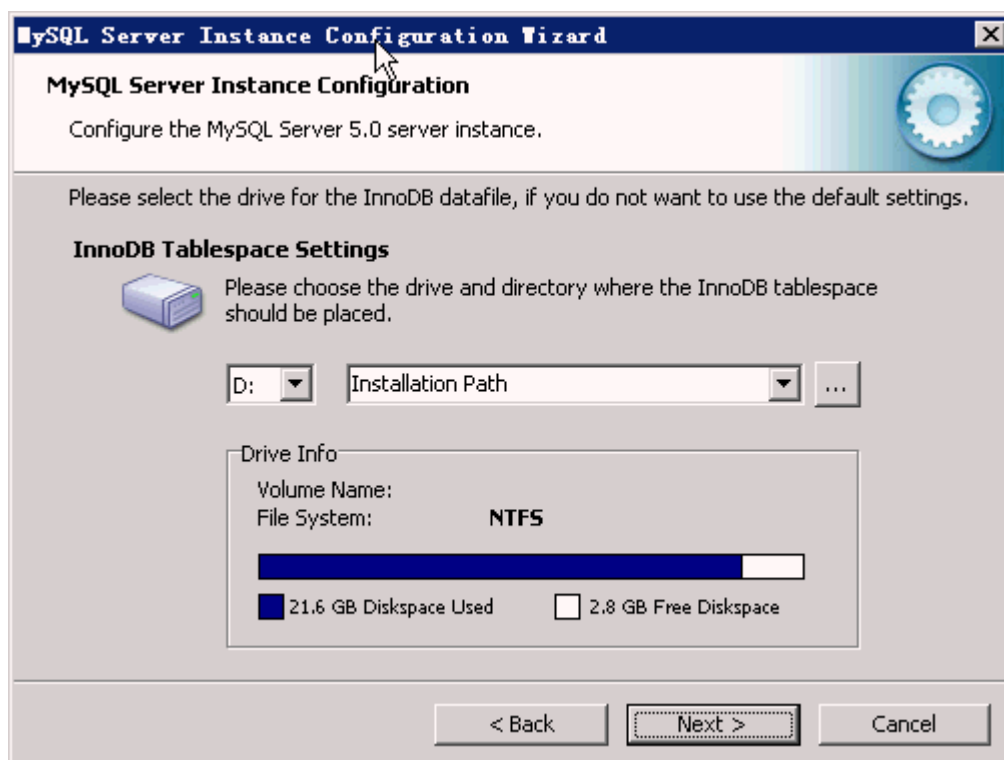 MySQL Server Instance Configuration Wizard
MySQL Server Instance Configuration
Configure the MySQL Server 5.0 server instance.
Please select the drive for the InnoDB datafile, if you do not want to use the default settings.
InnoDB Tablespace Settings
Please choose the drive and directory where the InnoDB tablespace
should be placed.
D: Installation Path ...
Drive Info
Volume Name:
File System: NTFS
21.6 GB Diskspace Used 2.8 GB Free Diskspace
< Back Next > Cancel